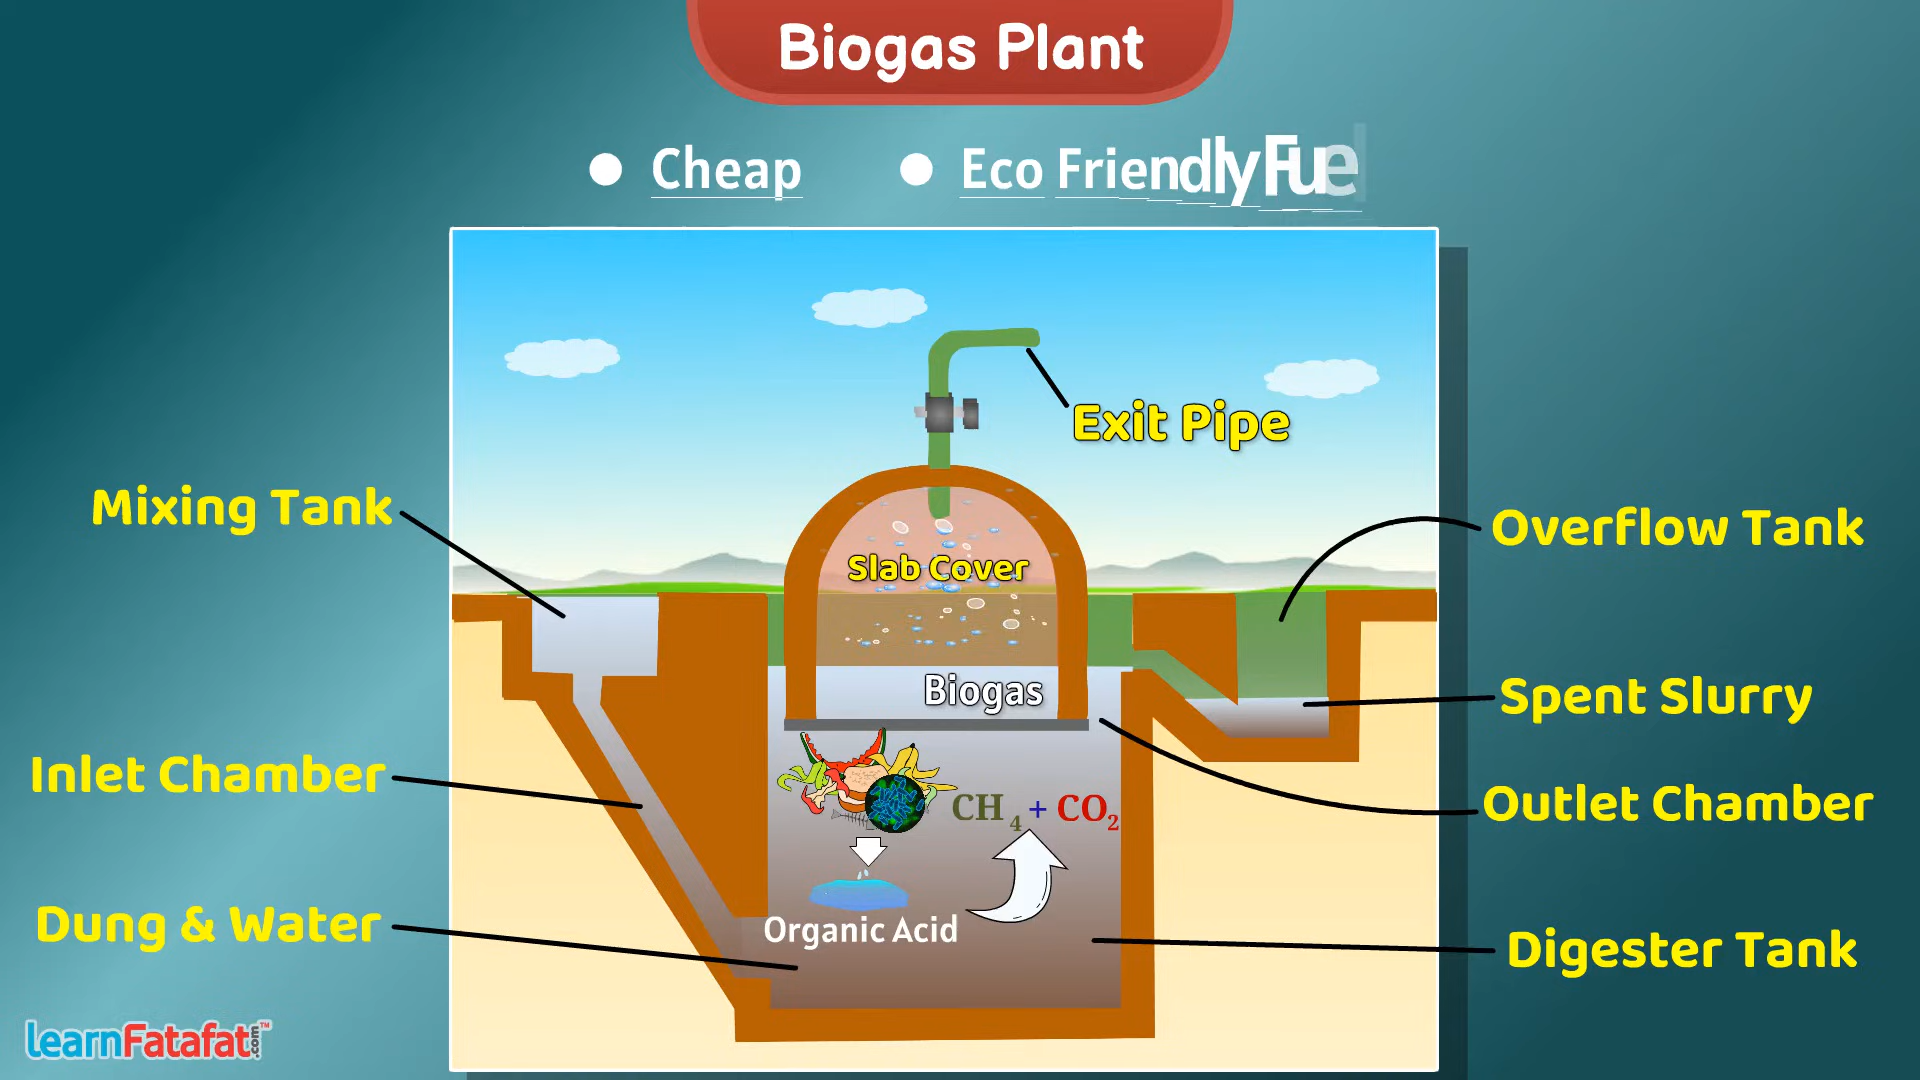 Biogas Plant
● Cheap ● Eco Friendly Fuel
Exit Pipe
Mixing Tank
Overflow Tank
Slab Cover
Biogas
Spent Slurry
Inlet Chamber
CH4 + CO2
Outlet Chamber
Dung & Water
Organic Acid
Digester Tank
learnFatafat.com™